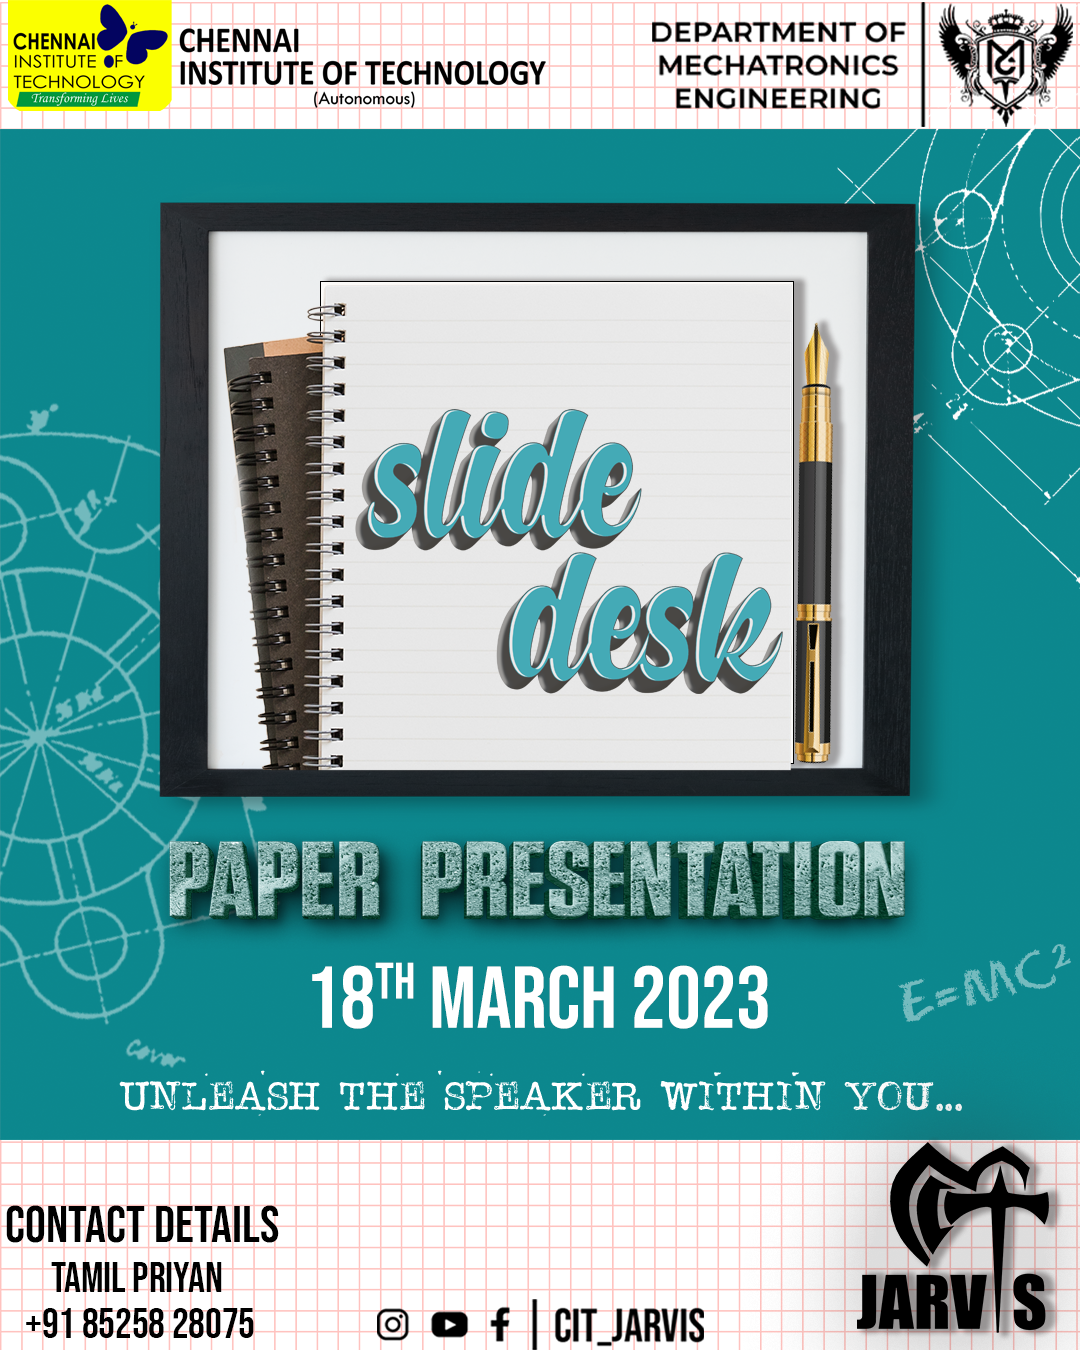 CHENNAI
INSTITUTE OF
TECHNOLOGY
Transforming Lives
CHENNAI
INSTITUTE OF TECHNOLOGY
(Autonomous)
DEPARTMENT OF
MECHATRONICS
ENGINEERING
slide
desk
PAPER PRESENTATION
18TH MARCH 2023
E=MC2
Cover
UNLEASH THE SPEAKER WITHIN YOU...
CONTACT DETAILS
TAMIL PRIYAN
+91 85258 28075
CIT_JARVIS
JARVIS